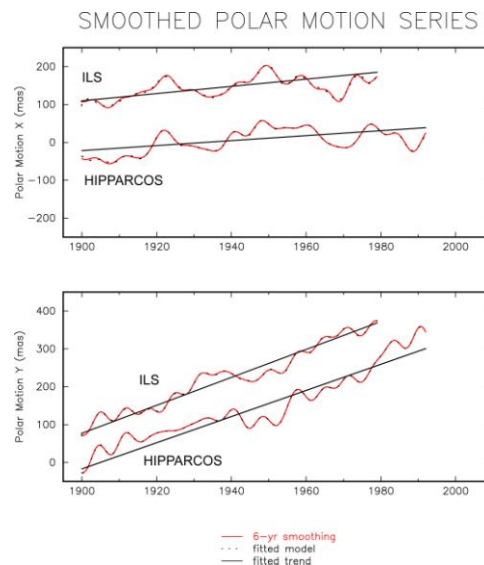 SMOOTHED POLAR MOTION SERIES
Polar Motion X (mas)
200
100
0
−100
−200
ILS
HIPPARCOS
1900 1920 1940 1960 1980 2000
Polar Motion Y (mas)
400
300
200
100
0
ILS
HIPPARCOS
1900 1920 1940 1960 1980 2000
6-yr smoothing
fitted model
fitted trend